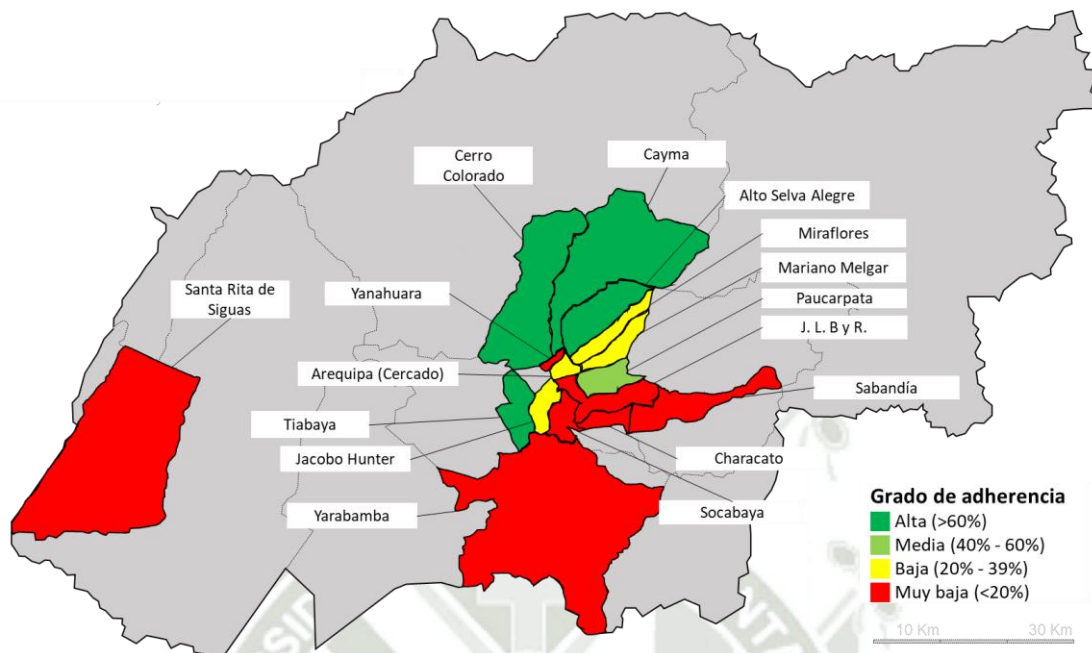 Cerro
Colorado
Cayma
Alto Selva Alegre
Miraflores
Mariano Melgar
Paucarpata
J. L. B y R.
Santa Rita de
Siguas
Yanahuara
Arequipa (Cercado)
Sabandía
Tiabaya
Jacobo Hunter
Characato
Yarabamba
Socabaya
Grado de adherencia
Alta (>60%)
Media (40% - 60%)
Baja (20% - 39%)
Muy baja (<20%)
10 Km 30 Km